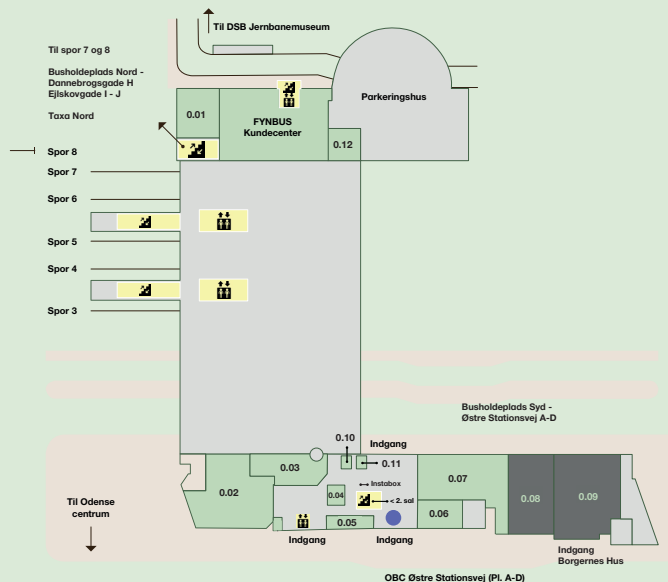 Til DSB Jernbanemuseum
Til spor 7 og 8
Busholdeplads Nord -
Dannebrogsgade H
Ejlskovgade I - J
Taxa Nord
Parkeringshus
0.01
FYNBUS
Kundecenter
0.12
Spor 8
Spor 7
Spor 6
Spor 5
Spor 4
Spor 3
Busholdeplads Syd -
Østre Stationsvej A-D
0.10
Indgang
0.11
0.03
0.02
0.04
Instabox
< 2. sal
0.05
0.07
0.06
0.08
0.09
Til Odense
centrum
Indgang
Indgang
Indgang
Borgernes Hus
OBC Østre Stationsvej (Pl. A-D)